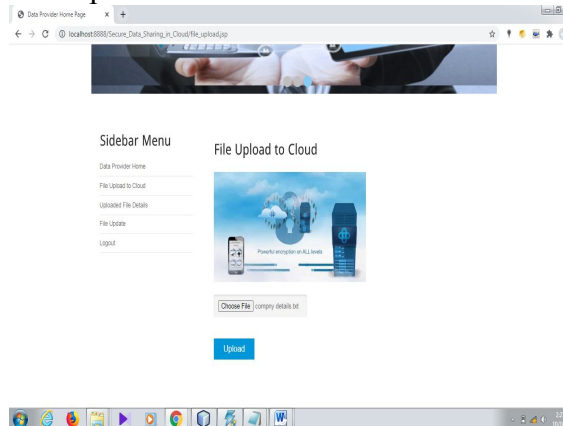 Data Provider Home Page
localhost:8888/Secure_Data_Sharing_in_Cloud/file_upload.jsp
Sidebar Menu
Data Provider Home
File Upload to Cloud
Uploaded File Details
File Update
Logout
File Upload to Cloud
Powerful encryption on ALL levels
Choose File compny details.txt
Upload